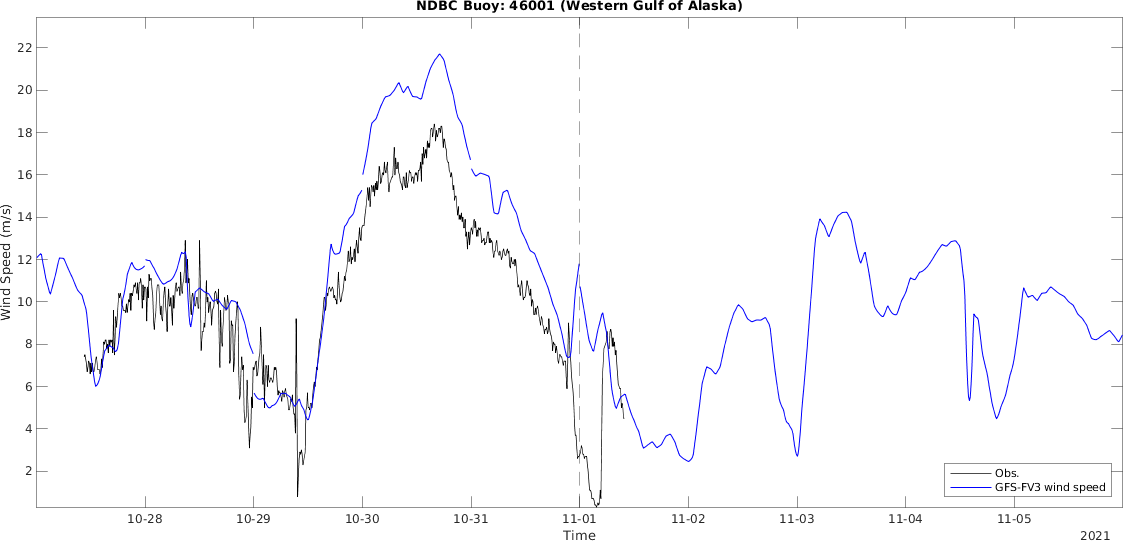 NDBC Buoy: 46001 (Western Gulf of Alaska)
Wind Speed (m/s)
22
20
18
16
14
12
10
8
6
4
2
Obs.
GFS-FV3 wind speed
10-28 10-29 10-30 10-31 11-01 11-02 11-03 11-04 11-05
Time
2021